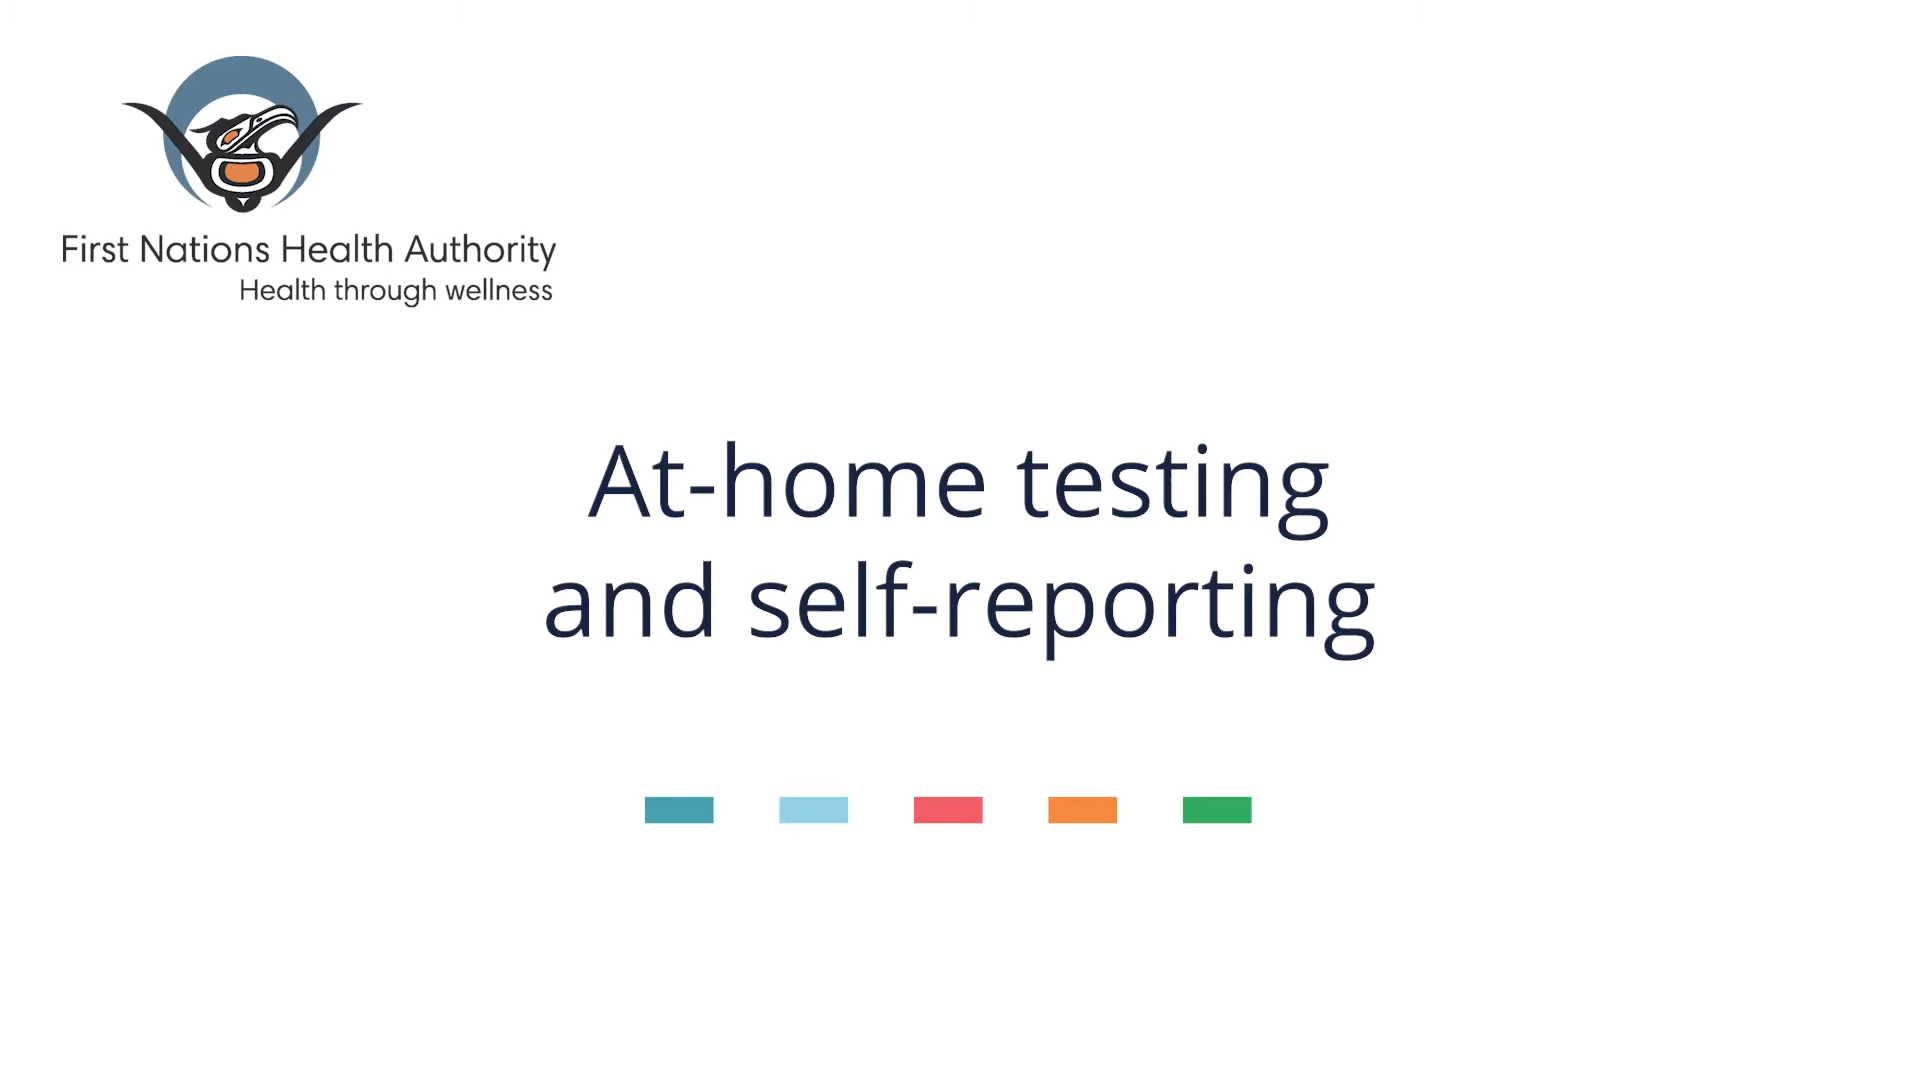 First Nations Health Authority
Health through wellness
At-home testing
and self-reporting